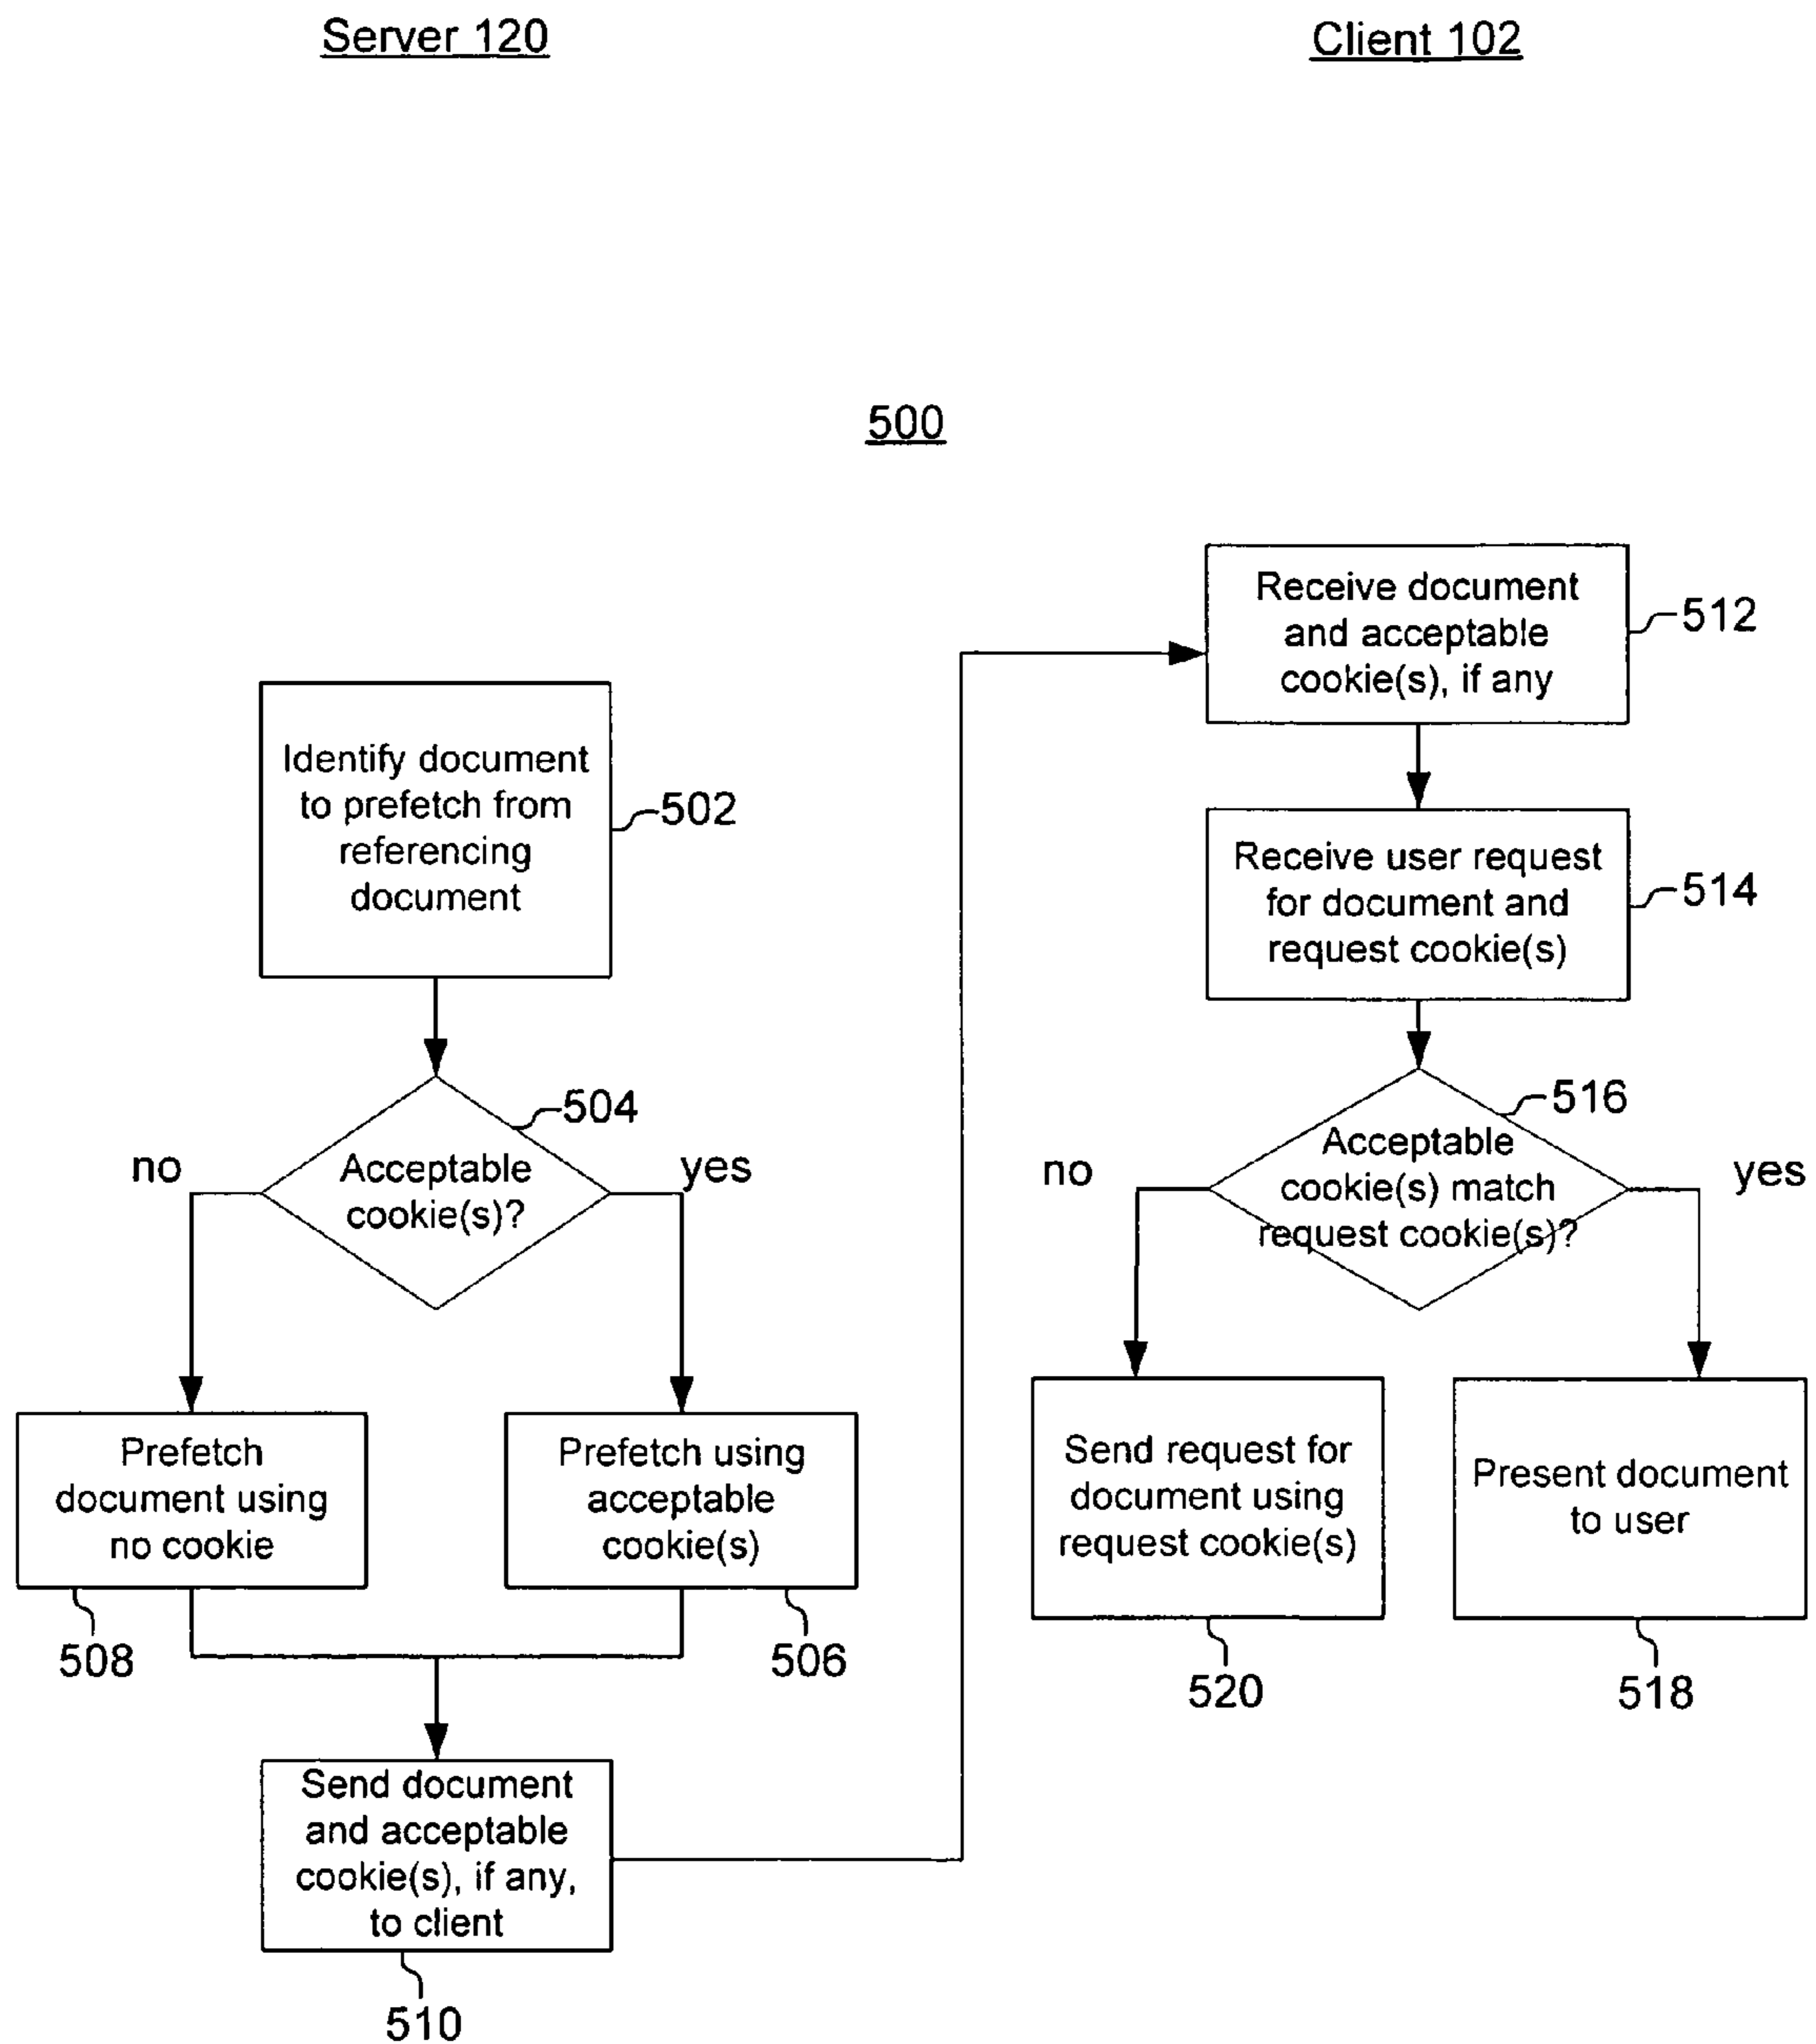 Server 120
Client 102
500
Identify document
to prefetch from
referencing
document
502
504
Acceptable
cookie(s)?
no
yes
Prefetch
document using
no cookie
508
Prefetch using
acceptable
cookie(s)
506
Send document
and acceptable
cookie(s), if any,
to client
510
Receive document
and acceptable
cookie(s), if any
512
Receive user request
for document and
request cookie(s)
514
516
Acceptable
cookie(s) match
request cookie(s)?
no
yes
Send request for
document using
request cookie(s)
520
Present document
to user
518